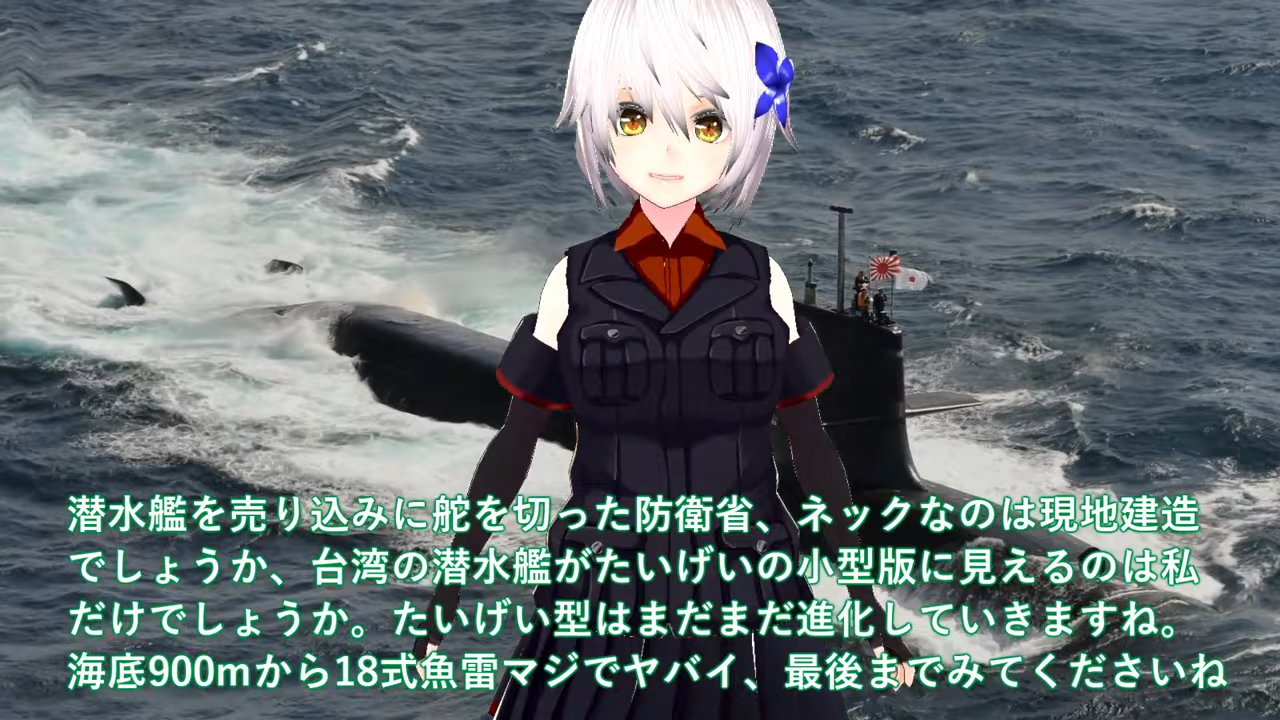 潜水艦を売り込みに舵を切った防衛省、ネックなのは現地建造
でしょうか、台湾の潜水艦がたいげいの小型版に見えるのは私
だけでしょうか。たいげい型はまだまだ進化していきますね。
海底900mから18式魚雷マジでヤバイ、最後までみてくださいね